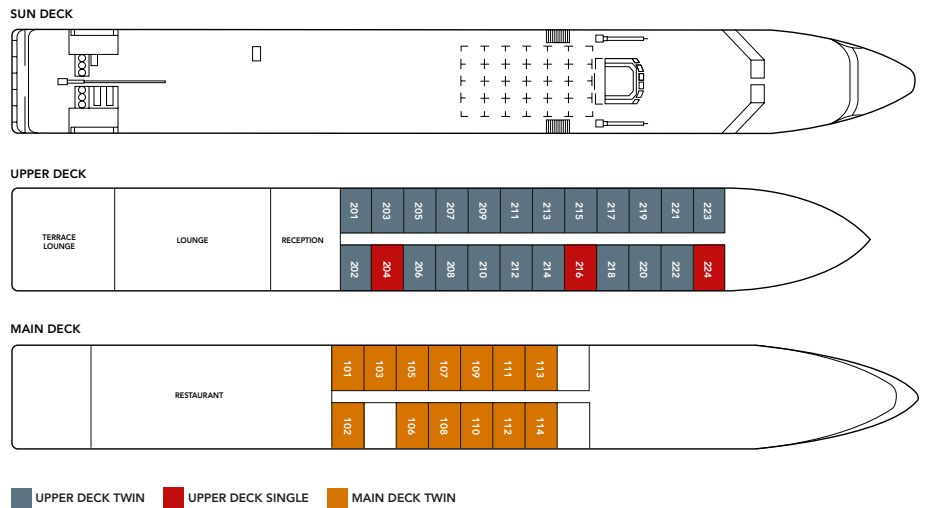 SUN DECK
UPPER DECK
201 203 205 207 209 211 213 215 217 219 221 223
TERRACE
LOUNGE
LOUNGE
RECEPTION
202 204 206 208 210 212 214 216 218 220 222 224
MAIN DECK
101 103 105 107 109 111 113
RESTAURANT
102 106 108 110 112 114
UPPER DECK TWIN
UPPER DECK SINGLE
MAIN DECK TWIN